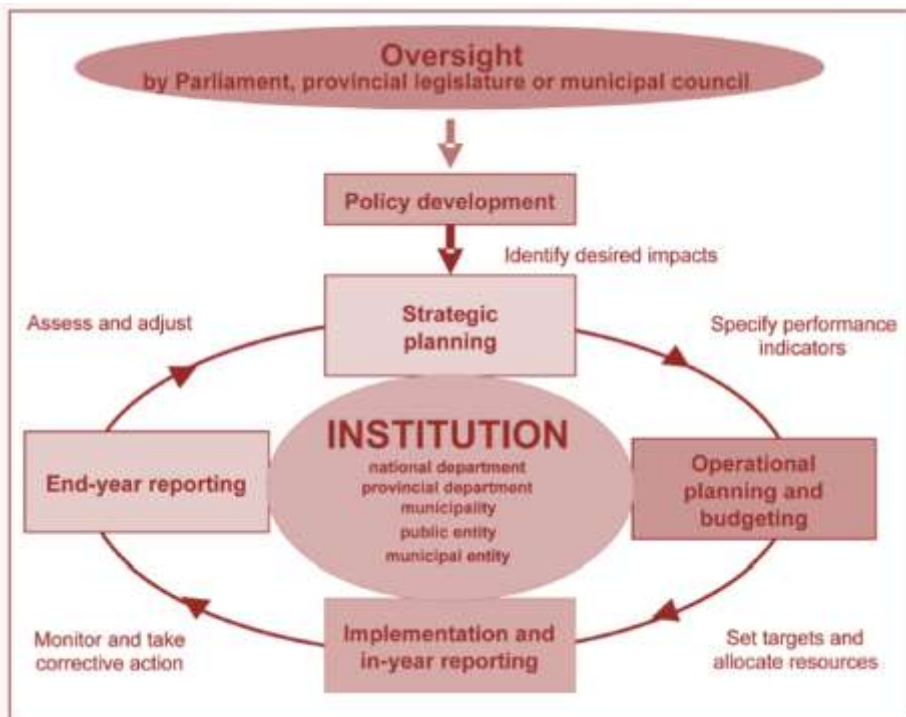 Oversight
by Parliament, provincial legislature or municipal council
Policy development
Identify desired impacts
Strategic
planning
Assess and adjust
Specify performance
indicators
INSTITUTION
national department
provincial department
municipality
public entity
municipal entity
End-year reporting
Operational
planning and
budgeting
Monitor and take
corrective action
Implementation and
in-year reporting
Set targets and
allocate resources